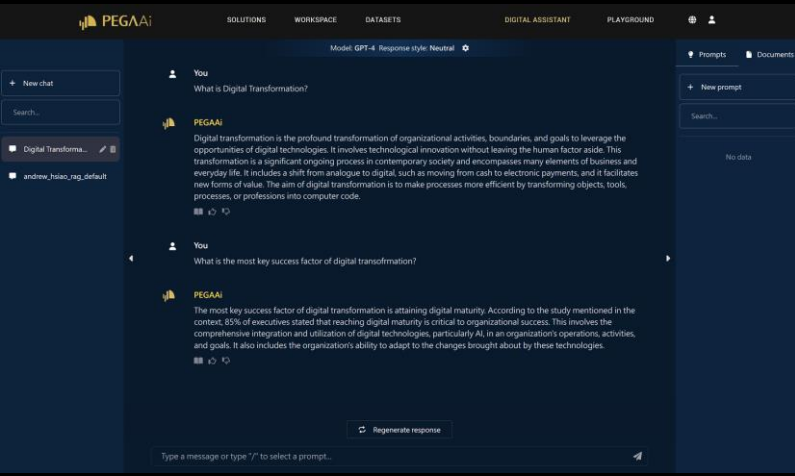 PEGAAi
SOLUTIONS
WORKSPACE
DATASETS
DIGITAL ASSISTANT
PLAYGROUND
Model: GPT-4 Response style: Neutral
+ New chat
Search...
Digital Transforma...
andrew_hsiao_rag_default
You
What is Digital Transformation?
PEGAAi
Digital transformation is the profound transformation of organizational activities, boundaries, and goals to leverage the
opportunities of digital technologies. It involves technological innovation without leaving the human factor aside. This
transformation is a significant ongoing process in contemporary society and encompasses many elements of business and
everyday life. It includes a shift from analogue to digital, such as moving from cash to electronic payments, and it facilitates
new forms of value. The aim of digital transformation is to make processes more efficient by transforming objects, tools,
processes, or professions into computer code.
You
What is the most key success factor of digital transofrmation?
PEGAAi
The most key success factor of digital transformation is attaining digital maturity. According to the study mentioned in the
context, 85% of executives stated that reaching digital maturity is critical to organizational success. This involves the
comprehensive integration and utilization of digital technologies, particularly AI, in an organization's operations, activities,
and goals. It also includes the organization's ability to adapt to the changes brought about by these technologies.
Regenerate response
Type a message or type "/" to select a prompt...
Prompts
Documents
+ New prompt
Search...
No data